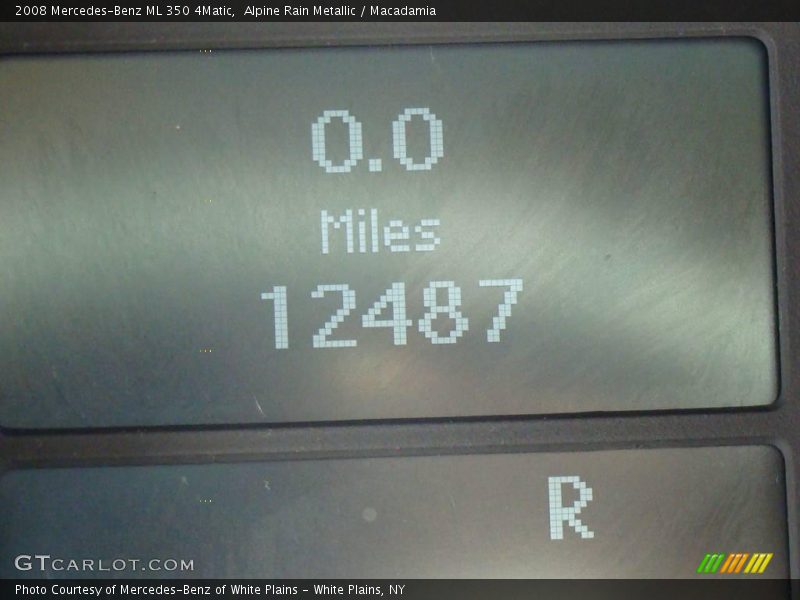 2008 Mercedes-Benz ML 350 4Matic,  Alpine Rain Metallic / Macadamia
0.0
Miles
12487
R
GTCARLOT.COM
Photo Courtesy of Mercedes-Benz of White Plains - White Plains, NY